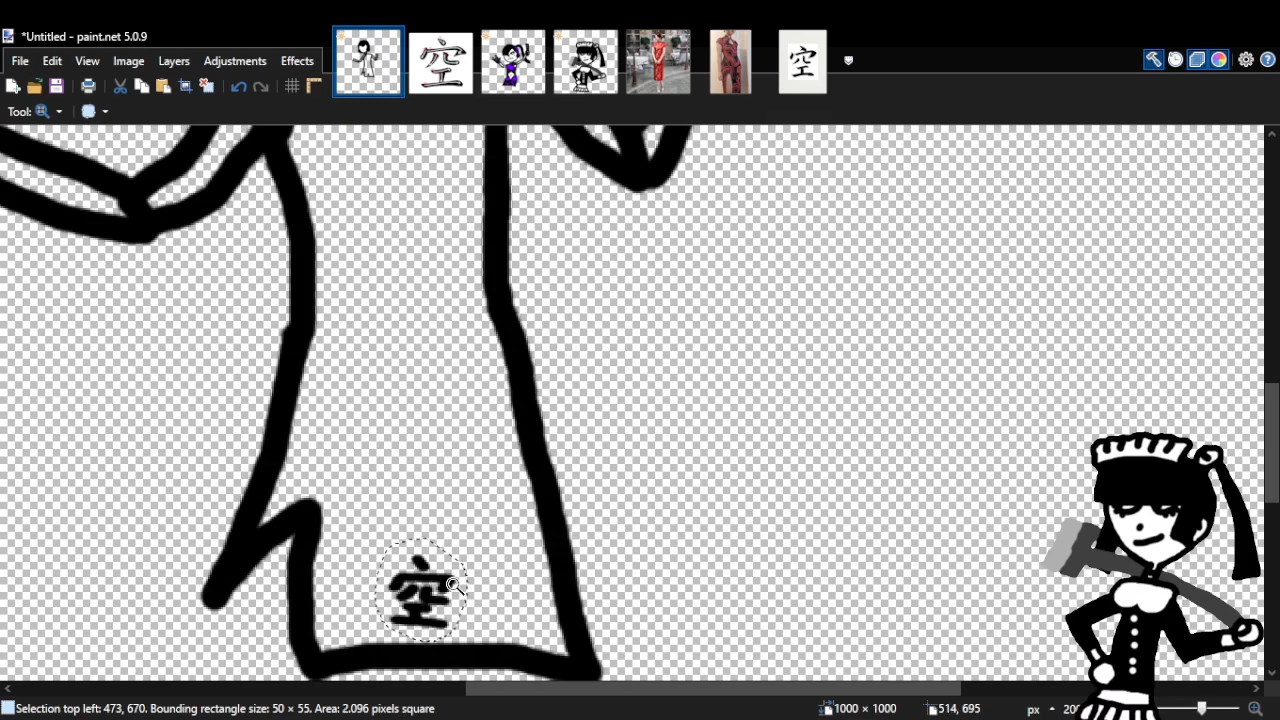 *Untitled - paint.net 5.0.9
空
空
File Edit View Image Layers Adjustments Effects
Tool:
空
Selection top left: 473, 670. Bounding rectangle size: 50 × 55. Area: 2.096 pixels square
1000 × 1000
514, 695
px